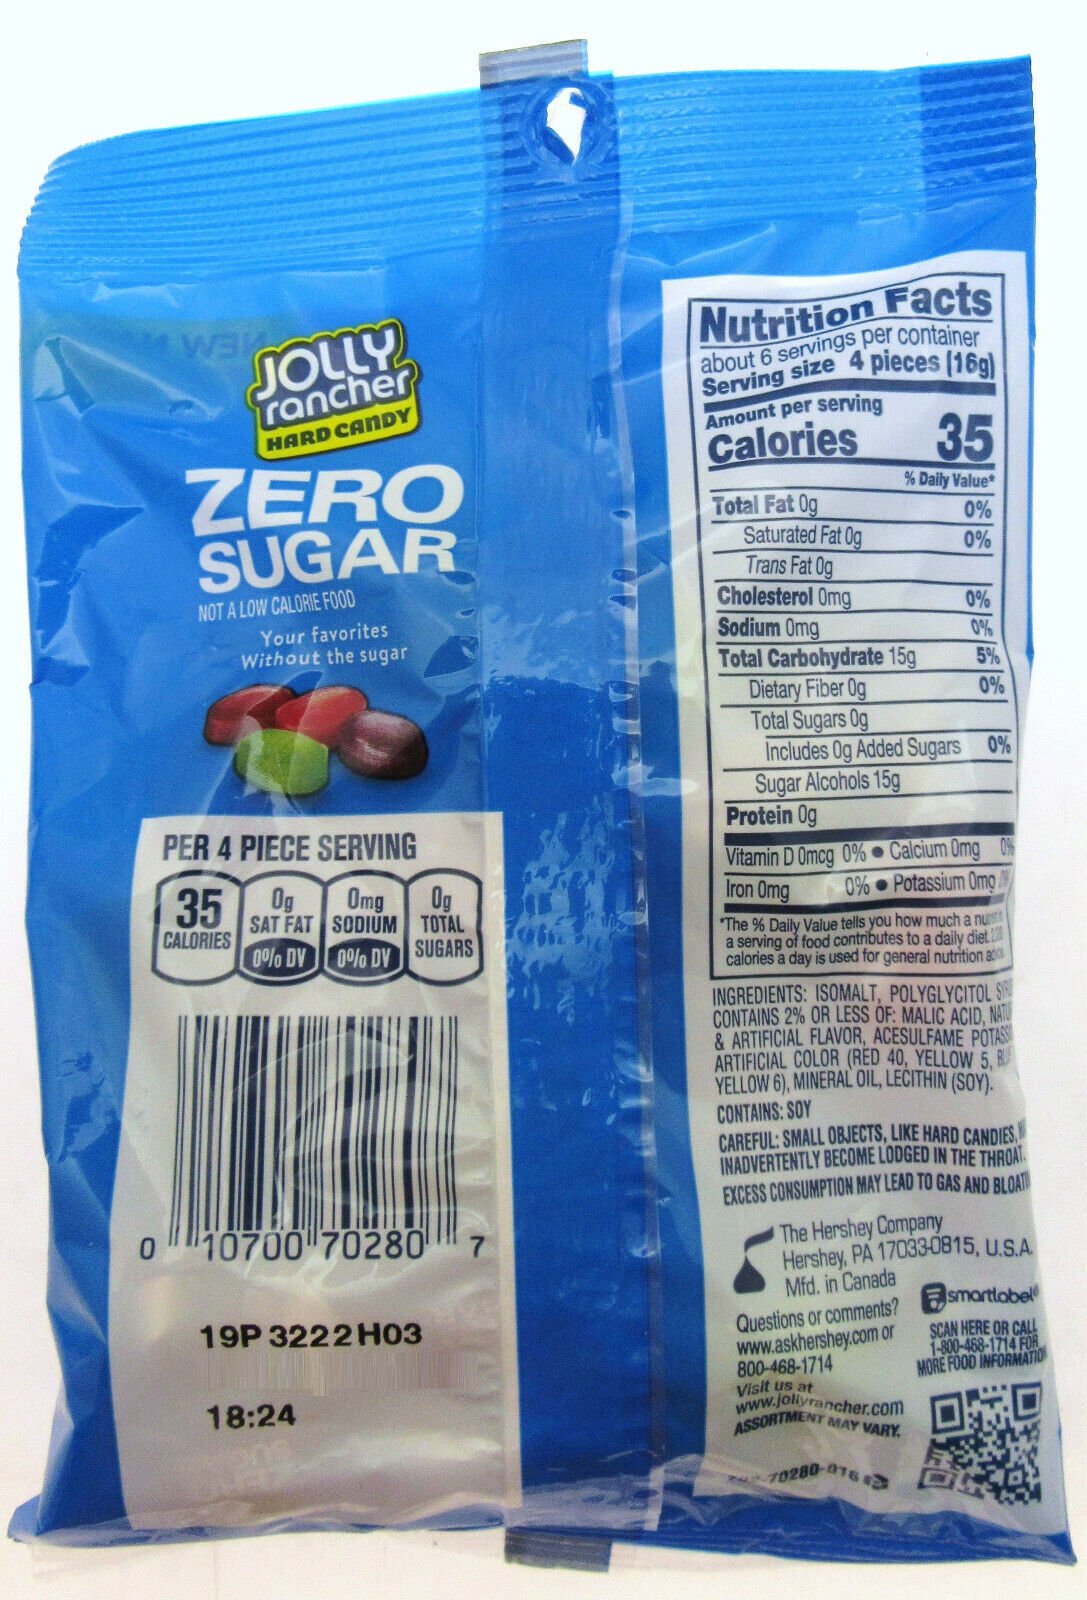 JOLLY
rancher
HARD CANDY
ZERO
SUGAR
NOT A LOW CALORIE FOOD
Your favorites
Without the sugar
PER 4 PIECE SERVING
35
CALORIES
0g
SAT FAT
0% DV
0mg
SODIUM
0% DV
0g
TOTAL
SUGARS
0 10700 70280 7
19P 3222 H03
18:24
Nutrition Facts
about 6 servings per container
Serving size 4 pieces (16g)
Amount per serving
Calories 35
% Daily Value*
Total Fat 0g 0%
Saturated Fat 0g 0%
Trans Fat 0g
Cholesterol 0mg 0%
Sodium 0mg 0%
Total Carbohydrate 15g 5%
Dietary Fiber 0g 0%
Total Sugars 0g
Includes 0g Added Sugars 0%
Sugar Alcohols 15g
Protein 0g
Vitamin D 0mcg 0% • Calcium 0mg 0%
Iron 0mg 0% • Potassium 0mg
*The % Daily Value tells you how much a
a serving of food contributes to a daily diet.
calories a day is used for general nutrition
INGREDIENTS: ISOMALT, POLYGLYCITOL
CONTAINS 2% OR LESS OF: MALIC ACID,
& ARTIFICIAL FLAVOR, ACESULFAME
ARTIFICIAL COLOR (RED 40, YELLOW 5,
YELLOW 6), MINERAL OIL, LECITHIN (SOY).
CONTAINS: SOY
CAREFUL: SMALL OBJECTS, LIKE HARD CANDIES,
INADVERTENTLY BECOME LODGED IN THE THROAT.
EXCESS CONSUMPTION MAY LEAD TO GAS AND
The Hershey Company
Hershey, PA 17033-0815, U.S.A.
Mfd. in Canada
Questions or comments?
www.askhershey.com or
800-468-1714
Visit us at
www.jollyrancher.com
ASSORTMENT MAY VARY.
smartlabel
SCAN HERE OR CALL
1-800-468-1714 FOR
MORE FOOD INFORMATION
70280-016